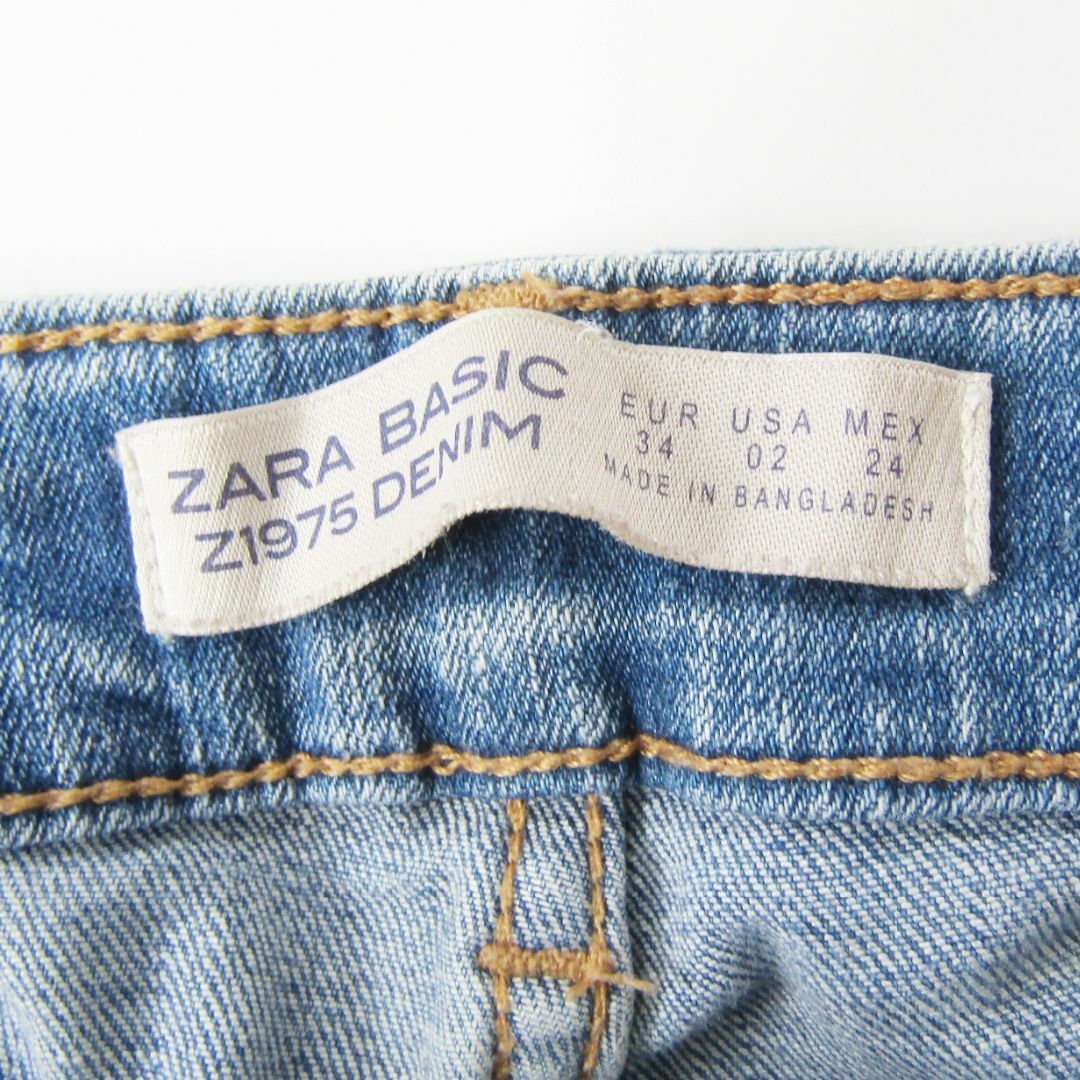 ZARA BASIC
Z1975 DENIM
EUR USA MEX
34 02 24
MADE IN BANGLADESH